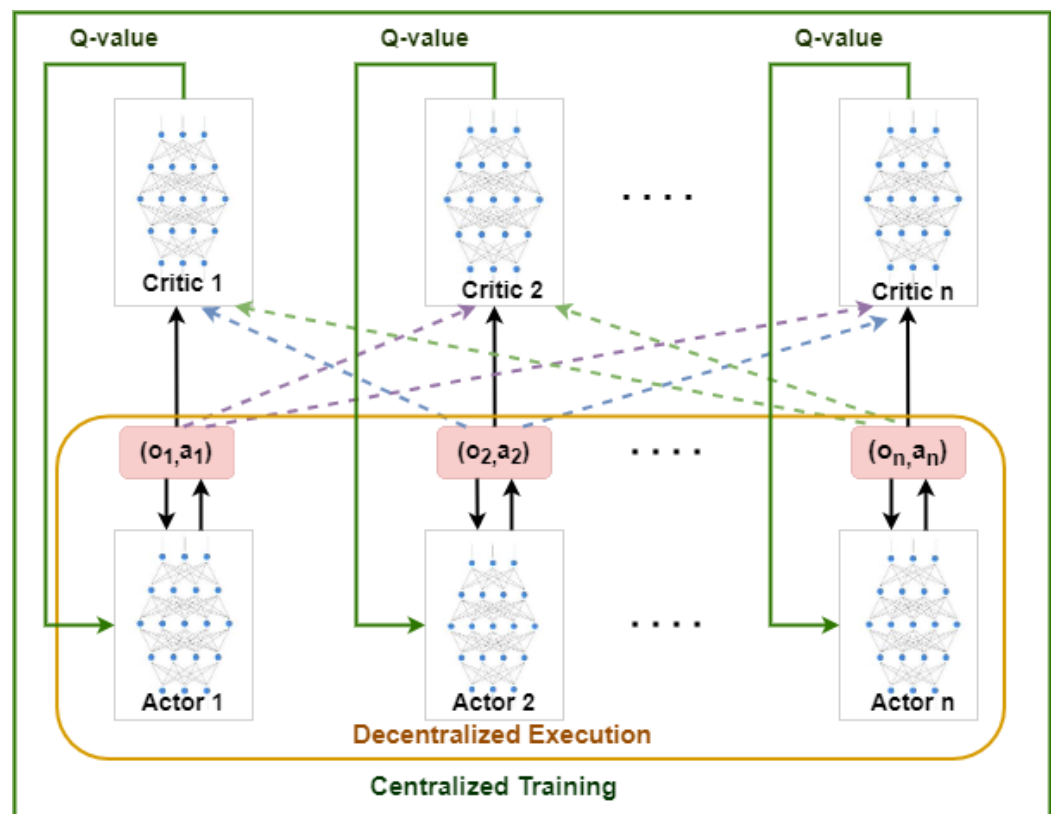 Q-value Q-value Q-value
Critic 1 Critic 2 Critic n
. . . .
(o₁,a₁) (o₂,a₂) . . . . (oₙ,aₙ)
. . . .
Actor 1 Actor 2 Actor n
Decentralized Execution
Centralized Training